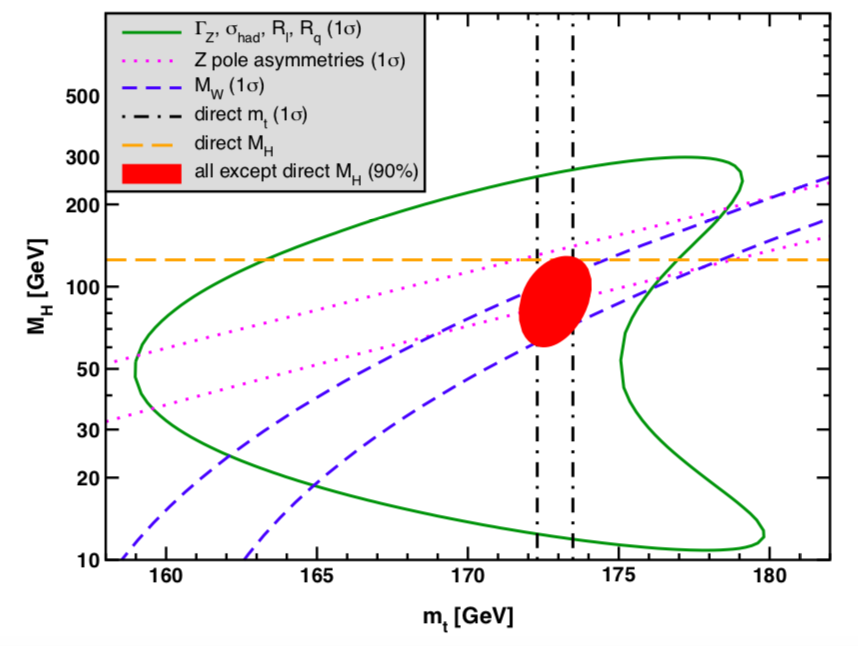 Γ_Z, σ_had, R_l, R_q (1σ)
Z pole asymmetries (1σ)
M_W (1σ)
direct m_t (1σ)
direct M_H
all except direct M_H (90%)
500
300
200
100
50
30
20
10
M_H [GeV]
160 165 170 175 180
m_t [GeV]